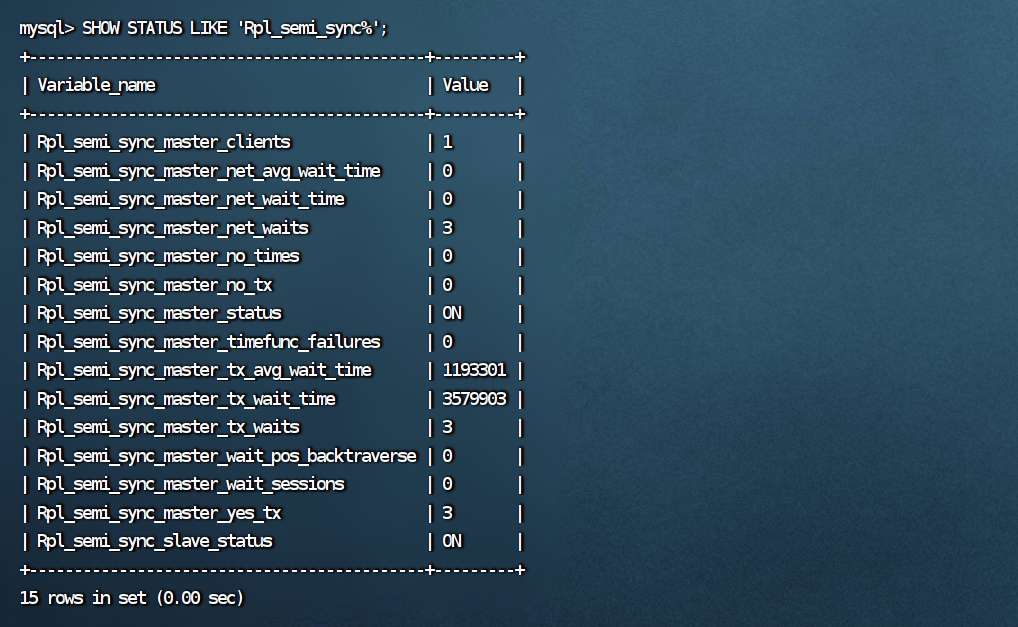 mysql> SHOW STATUS LIKE 'Rpl_semi_sync%';
+--------------------------------------------+---------+
| Variable_name                              | Value   |
+--------------------------------------------+---------+
| Rpl_semi_sync_master_clients               | 1       |
| Rpl_semi_sync_master_net_avg_wait_time     | 0       |
| Rpl_semi_sync_master_net_wait_time         | 0       |
| Rpl_semi_sync_master_net_waits             | 3       |
| Rpl_semi_sync_master_no_times              | 0       |
| Rpl_semi_sync_master_no_tx                 | 0       |
| Rpl_semi_sync_master_status                | ON      |
| Rpl_semi_sync_master_timefunc_failures     | 0       |
| Rpl_semi_sync_master_tx_avg_wait_time      | 1193301 |
| Rpl_semi_sync_master_tx_wait_time          | 3579903 |
| Rpl_semi_sync_master_tx_waits              | 3       |
| Rpl_semi_sync_master_wait_pos_backtraverse | 0       |
| Rpl_semi_sync_master_wait_sessions         | 0       |
| Rpl_semi_sync_master_yes_tx                | 3       |
| Rpl_semi_sync_slave_status                 | ON      |
+--------------------------------------------+---------+
15 rows in set (0.00 sec)